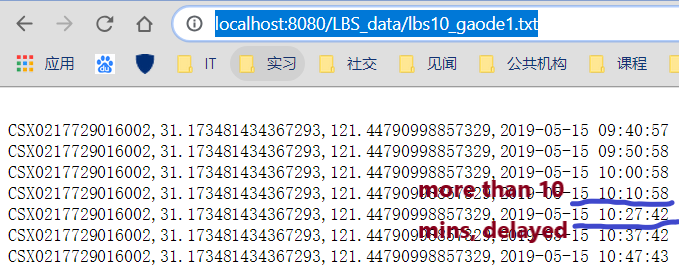 localhost:8080/LBS_data/lbs10_gaode1.txt
应用 IT 实习 社交 见闻 公共机构 课程
CSX0217729016002,31.173481434367293,121.44790998857329,2019-05-15 09:40:57
CSX0217729016002,31.173481434367293,121.44790998857329,2019-05-15 09:50:58
CSX0217729016002,31.173481434367293,121.44790998857329,2019-05-15 10:00:58
CSX0217729016002,31.173481434367293,121.44790998857329,2019-05-15 10:10:58
more than 10
CSX0217729016002,31.173481434367293,121.44790998857329,2019-05-15 10:27:42
mins, delayed
CSX0217729016002,31.173481434367293,121.44790998857329,2019-05-15 10:37:42
CSX0217729016002,31.173481434367293,121.44790998857329,2019-05-15 10:47:43